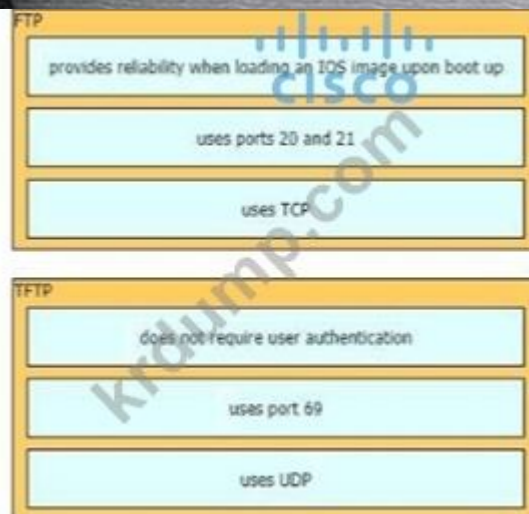 FTP
CISCO
provides reliability when loading an IOS image upon boot up
uses ports 20 and 21
uses TCP
TFTP
does not require user authentication
uses port 69
uses UDP
krdump.com